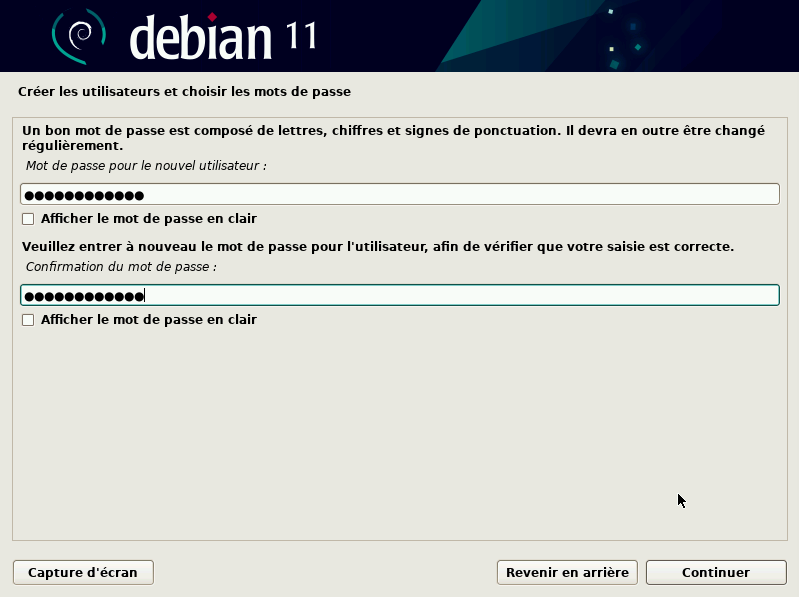 debian 11
Créer les utilisateurs et choisir les mots de passe
Un bon mot de passe est composé de lettres, chiffres et signes de ponctuation. Il devra en outre être changé
régulièrement.
Mot de passe pour le nouvel utilisateur :
●●●●●●●●●●●●
Afficher le mot de passe en clair
Veuillez entrer à nouveau le mot de passe pour l'utilisateur, afin de vérifier que votre saisie est correcte.
Confirmation du mot de passe :
●●●●●●●●●●●●
Afficher le mot de passe en clair
Capture d'écran
Revenir en arrière
Continuer